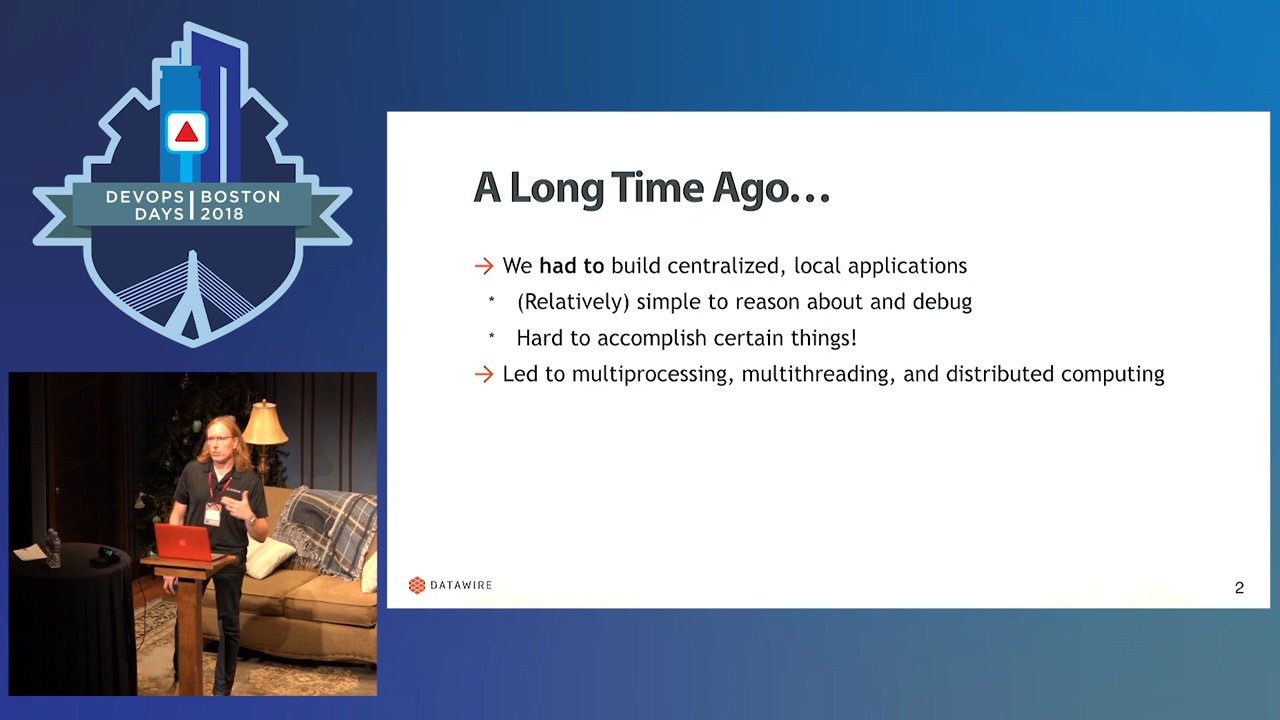 DEVOPS DAYS
BOSTON 2018
A Long Time Ago...
→ We had to build centralized, local applications
* (Relatively) simple to reason about and debug
* Hard to accomplish certain things!
→ Led to multiprocessing, multithreading, and distributed computing
DATAWIRE
2